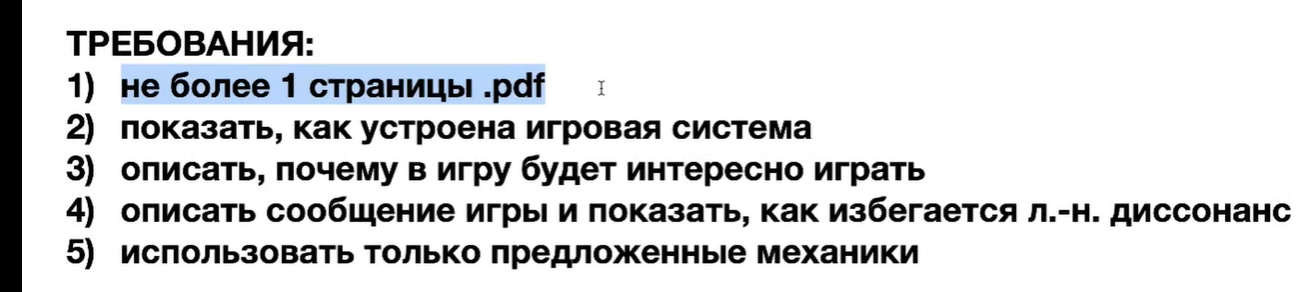 ТРЕБОВАНИЯ:
1) не более 1 страницы .pdf
2) показать, как устроена игровая система
3) описать, почему в игру будет интересно играть
4) описать сообщение игры и показать, как избегается л.-н. диссонанс
5) использовать только предложенные механики